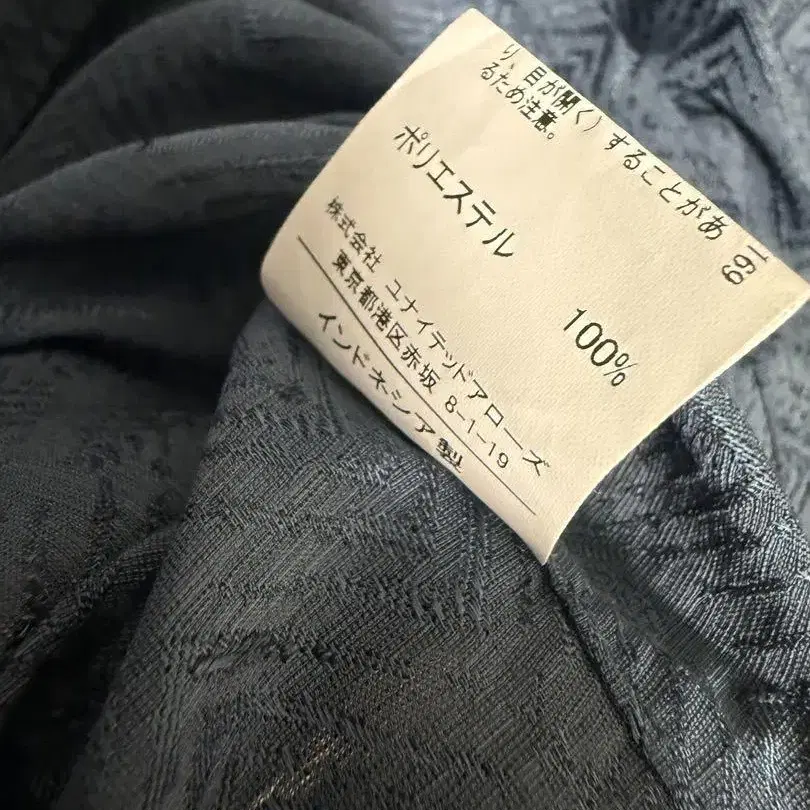 り、目が開く）することがあ
るため注意。
169
ポリエステル 100%
株式会社 ユナイテッドアローズ
東京都港区赤坂 8-1-19
インドネシア製